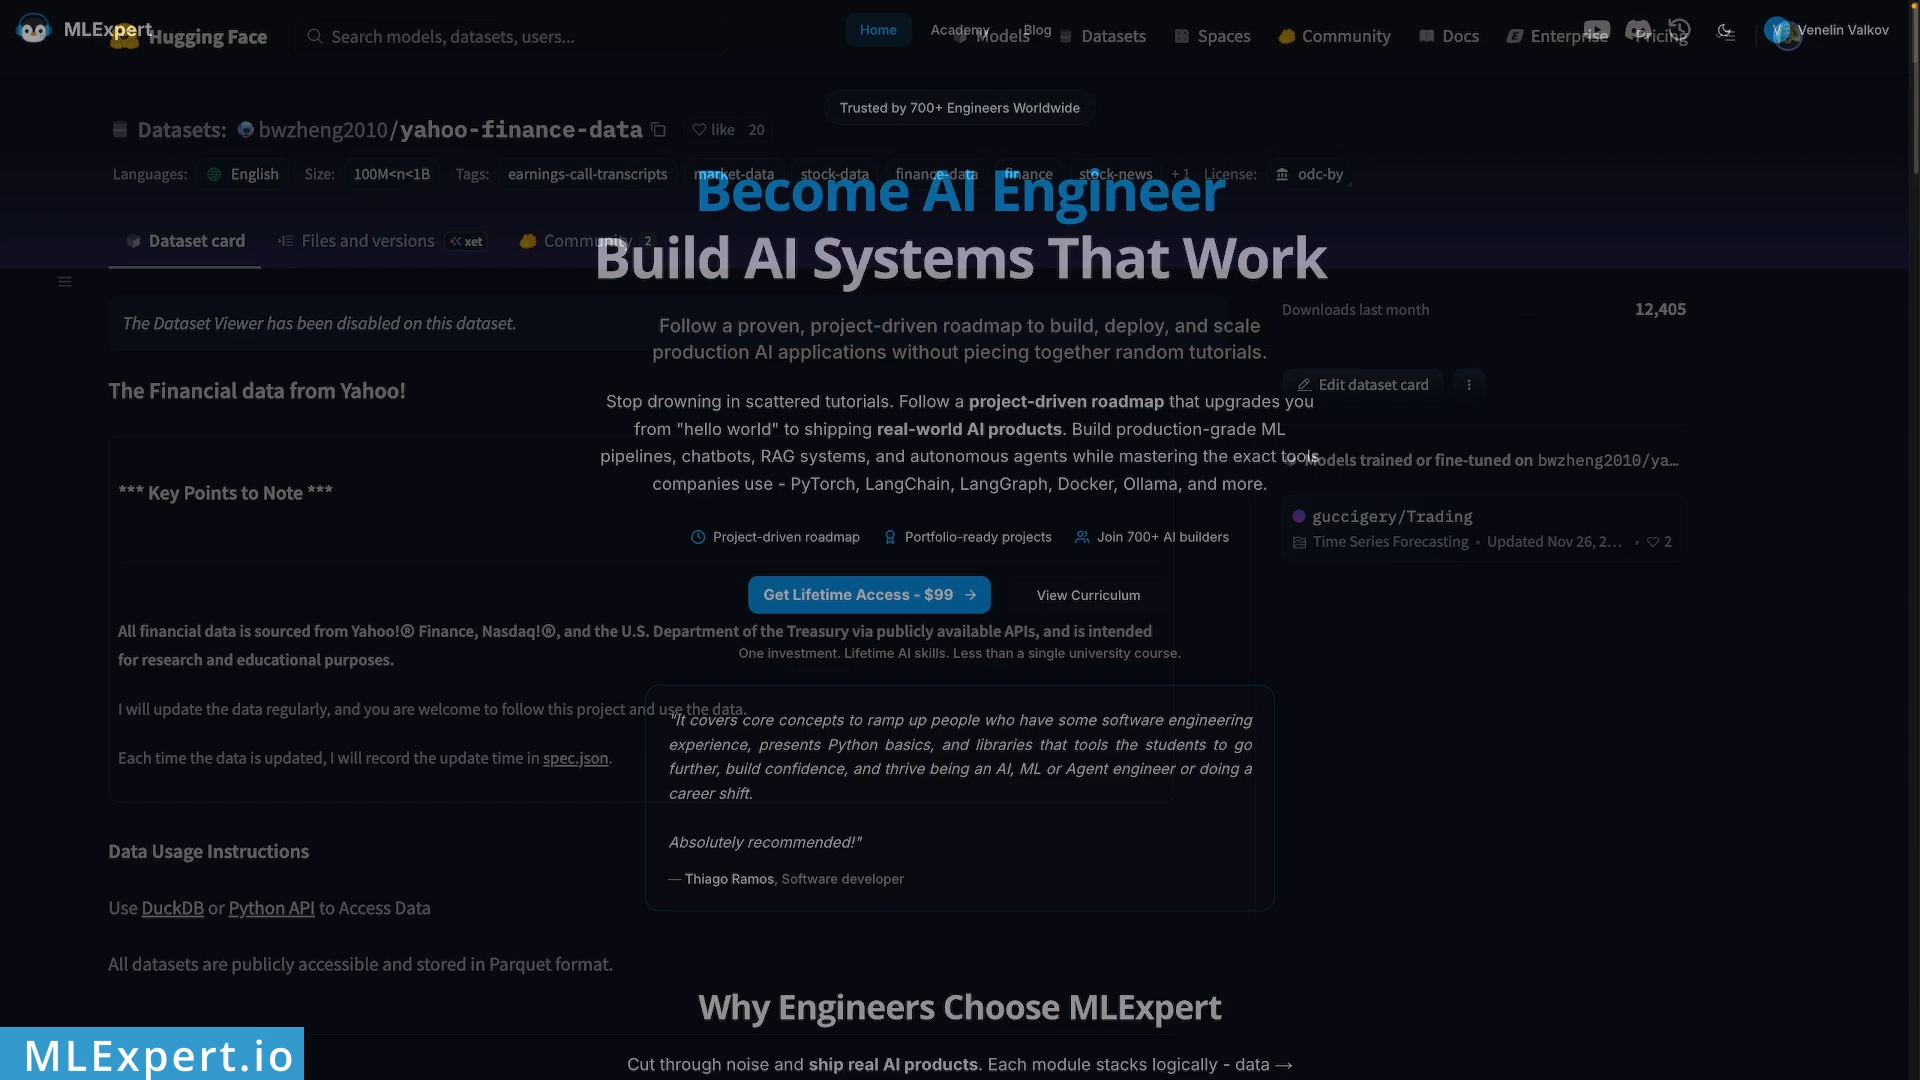 MLExpert
Home
Academy
Blog
Venelin Valkov
Hugging Face
Search models, datasets, users...
Models
Datasets
Spaces
Community
Docs
Enterprise
Pricing
Trusted by 700+ Engineers Worldwide
Datasets: bwzheng2010/yahoo-finance-data
like 20
Languages: English Size: 100M<n<1B Tags: earnings-call-transcripts market-data stock-data finance-data finance stock-news +1 License: odc-by
Become AI Engineer
Build AI Systems That Work
Dataset card
Files and versions
xet
Community 2
The Dataset Viewer has been disabled on this dataset.
Follow a proven, project-driven roadmap to build, deploy, and scale
production AI applications without piecing together random tutorials.
Downloads last month
12,405
The Financial data from Yahoo!
Edit dataset card
Stop drowning in scattered tutorials. Follow a project-driven roadmap that upgrades you
from "hello world" to shipping real-world AI products. Build production-grade ML
pipelines, chatbots, RAG systems, and autonomous agents while mastering the exact tools
companies use - PyTorch, LangChain, LangGraph, Docker, Ollama, and more.
Models trained or fine-tuned on bwzheng2010/ya...
*** Key Points to Note ***
guccigery/Trading
Time Series Forecasting • Updated Nov 26, 2... • 2
Project-driven roadmap
Portfolio-ready projects
Join 700+ AI builders
Get Lifetime Access - $99 →
View Curriculum
All financial data is sourced from Yahoo!® Finance, Nasdaq!®, and the U.S. Department of the Treasury via publicly available APIs, and is intended
for research and educational purposes.
One investment. Lifetime AI skills. Less than a single university course.
I will update the data regularly, and you are welcome to follow this project and use the data.
Each time the data is updated, I will record the update time in spec.json.
"It covers core concepts to ramp up people who have some software engineering
experience, presents Python basics, and libraries that tools the students to go
further, build confidence, and thrive being an AI, ML or Agent engineer or doing a
career shift.
Absolutely recommended!"
— Thiago Ramos, Software developer
Data Usage Instructions
Use DuckDB or Python API to Access Data
All datasets are publicly accessible and stored in Parquet format.
Why Engineers Choose MLExpert
Cut through noise and ship real AI products. Each module stacks logically - data →
MLExpert.io